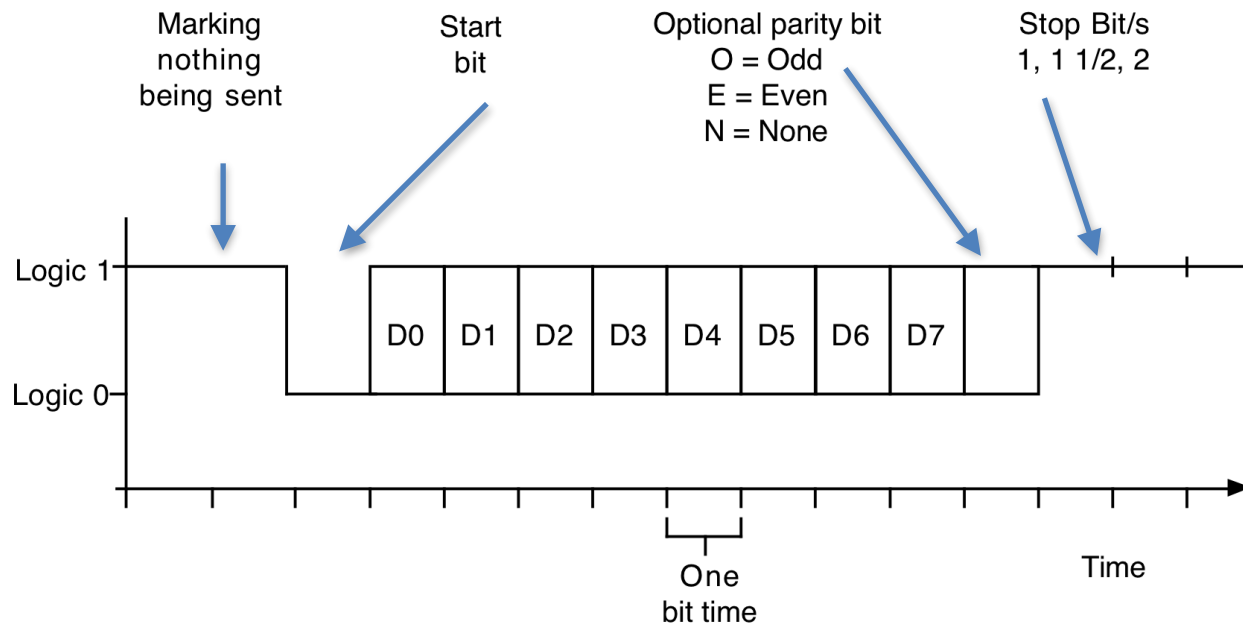 Marking
nothing
being sent
Start
bit
Optional parity bit
O = Odd
E = Even
N = None
Stop Bit/s
1, 1 1/2, 2
Logic 1
D0 D1 D2 D3 D4 D5 D6 D7
Logic 0
One
bit time
Time